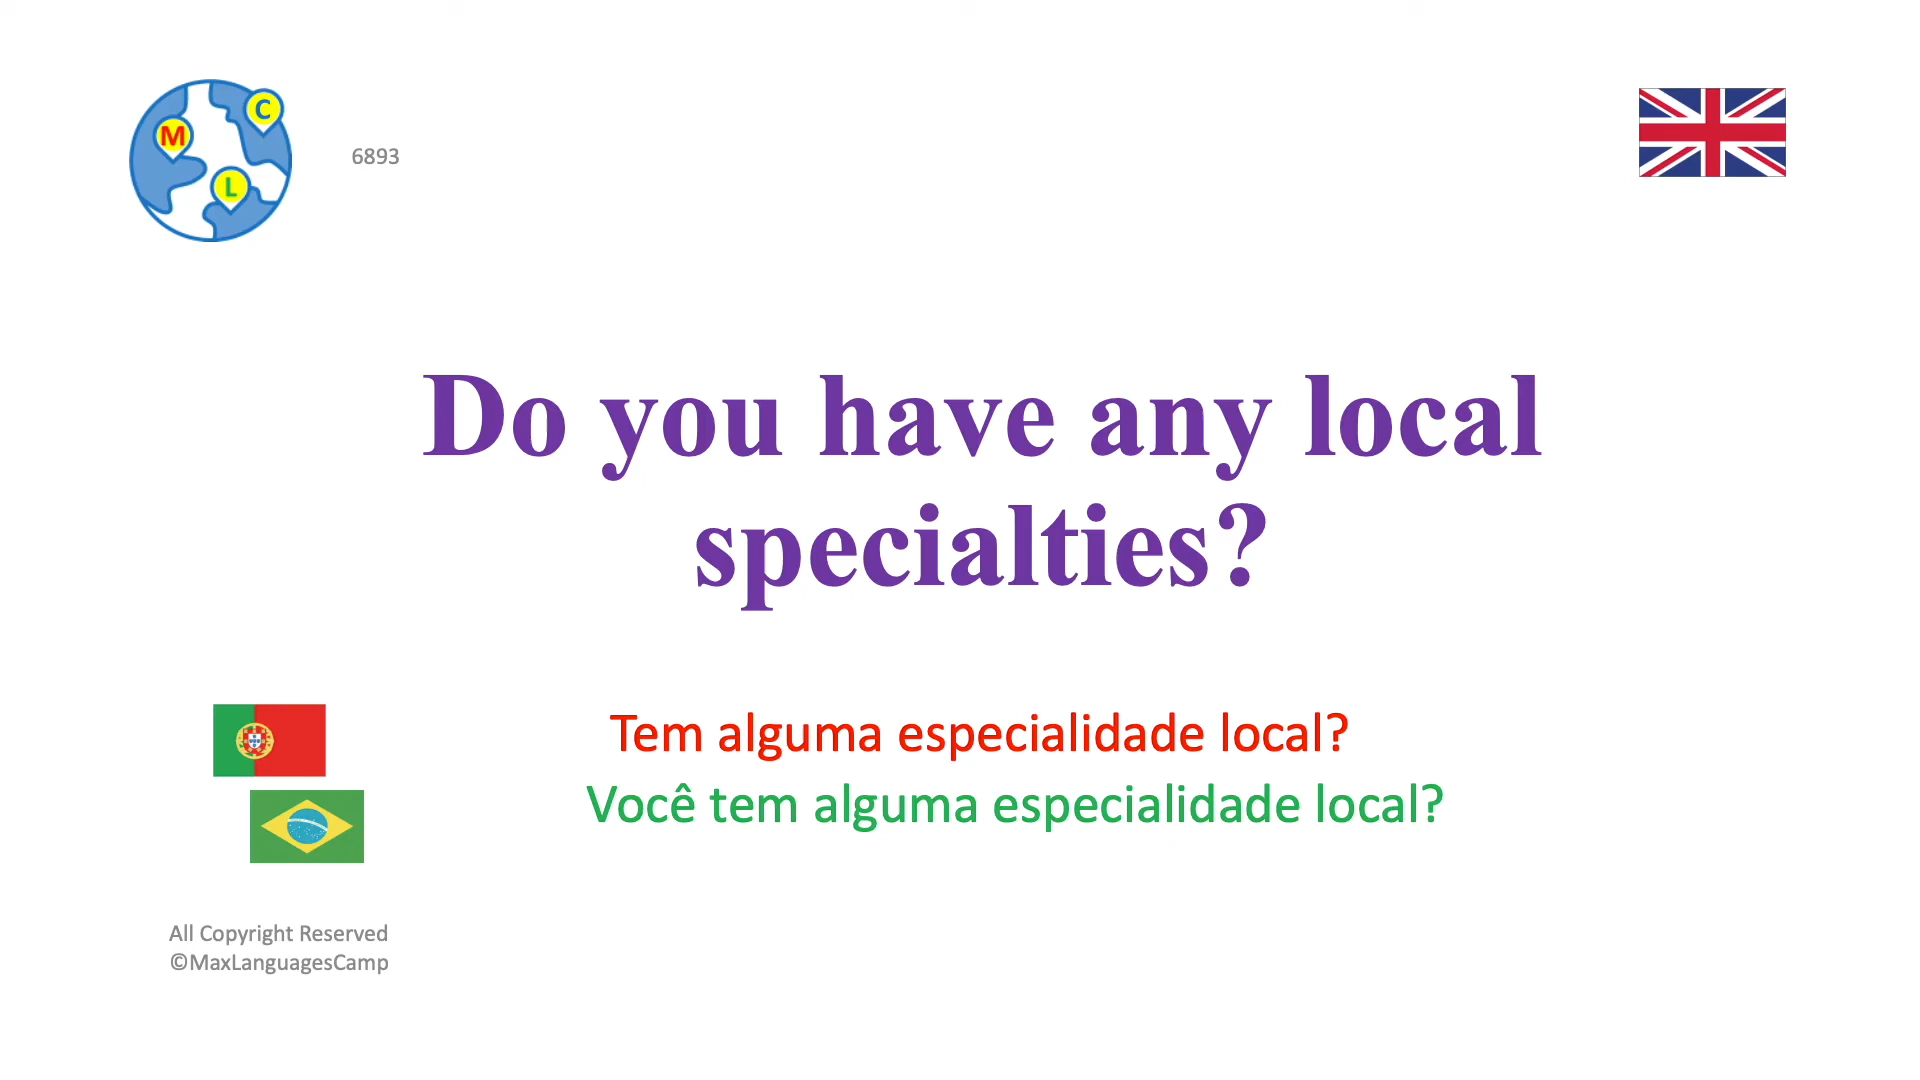 M
C
L
6893
Do you have any local
specialties?
Tem alguma especialidade local?
Você tem alguma especialidade local?
All Copyright Reserved
©MaxLanguagesCamp